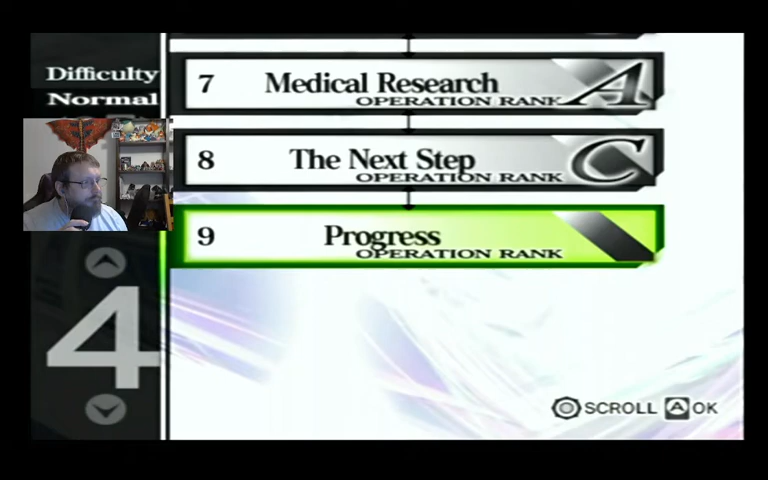 Difficulty
Normal
7 Medical Research
OPERATION RANK A
8 The Next Step
OPERATION RANK C
9 Progress
OPERATION RANK
4
SCROLL A OK